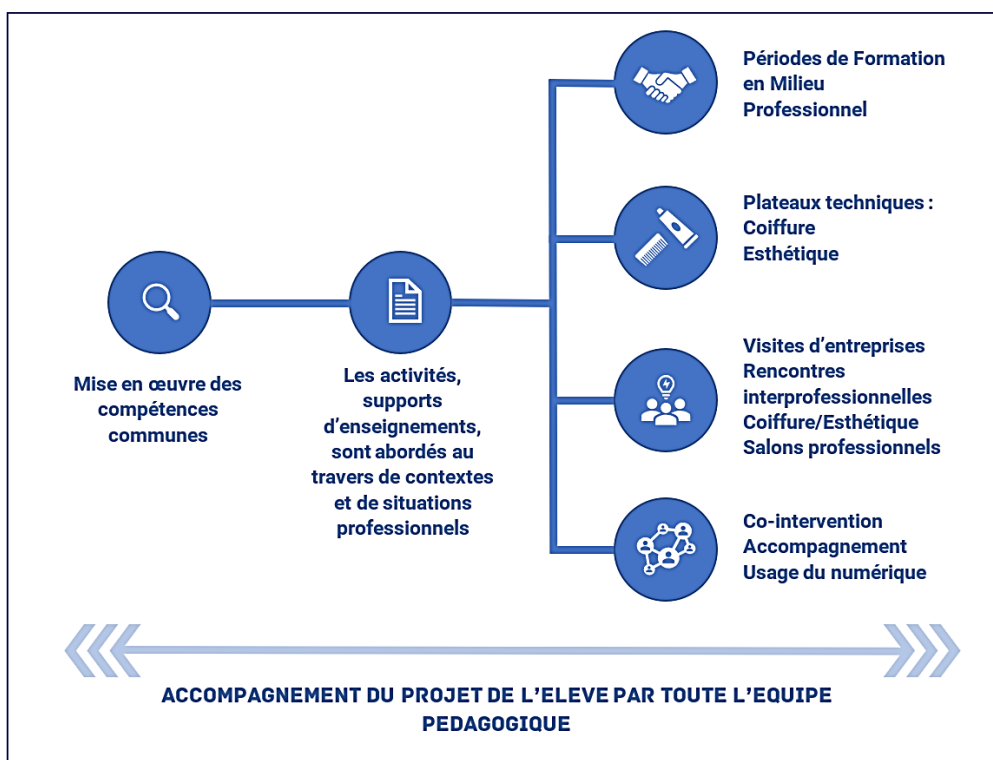 Périodes de Formation
en Milieu
Professionnel
Plateaux techniques :
Coiffure
Esthétique
Mise en œuvre des
compétences
communes
Les activités,
supports
d’enseignements,
sont abordés au
travers de contextes
et de situations
professionnels
Visites d’entreprises
Rencontres
interprofessionnelles
Coiffure/Esthétique
Salons professionnels
Co-intervention
Accompagnement
Usage du numérique
ACCOMPAGNEMENT DU PROJET DE L’ELEVE PAR TOUTE L’EQUIPE
PEDAGOGIQUE